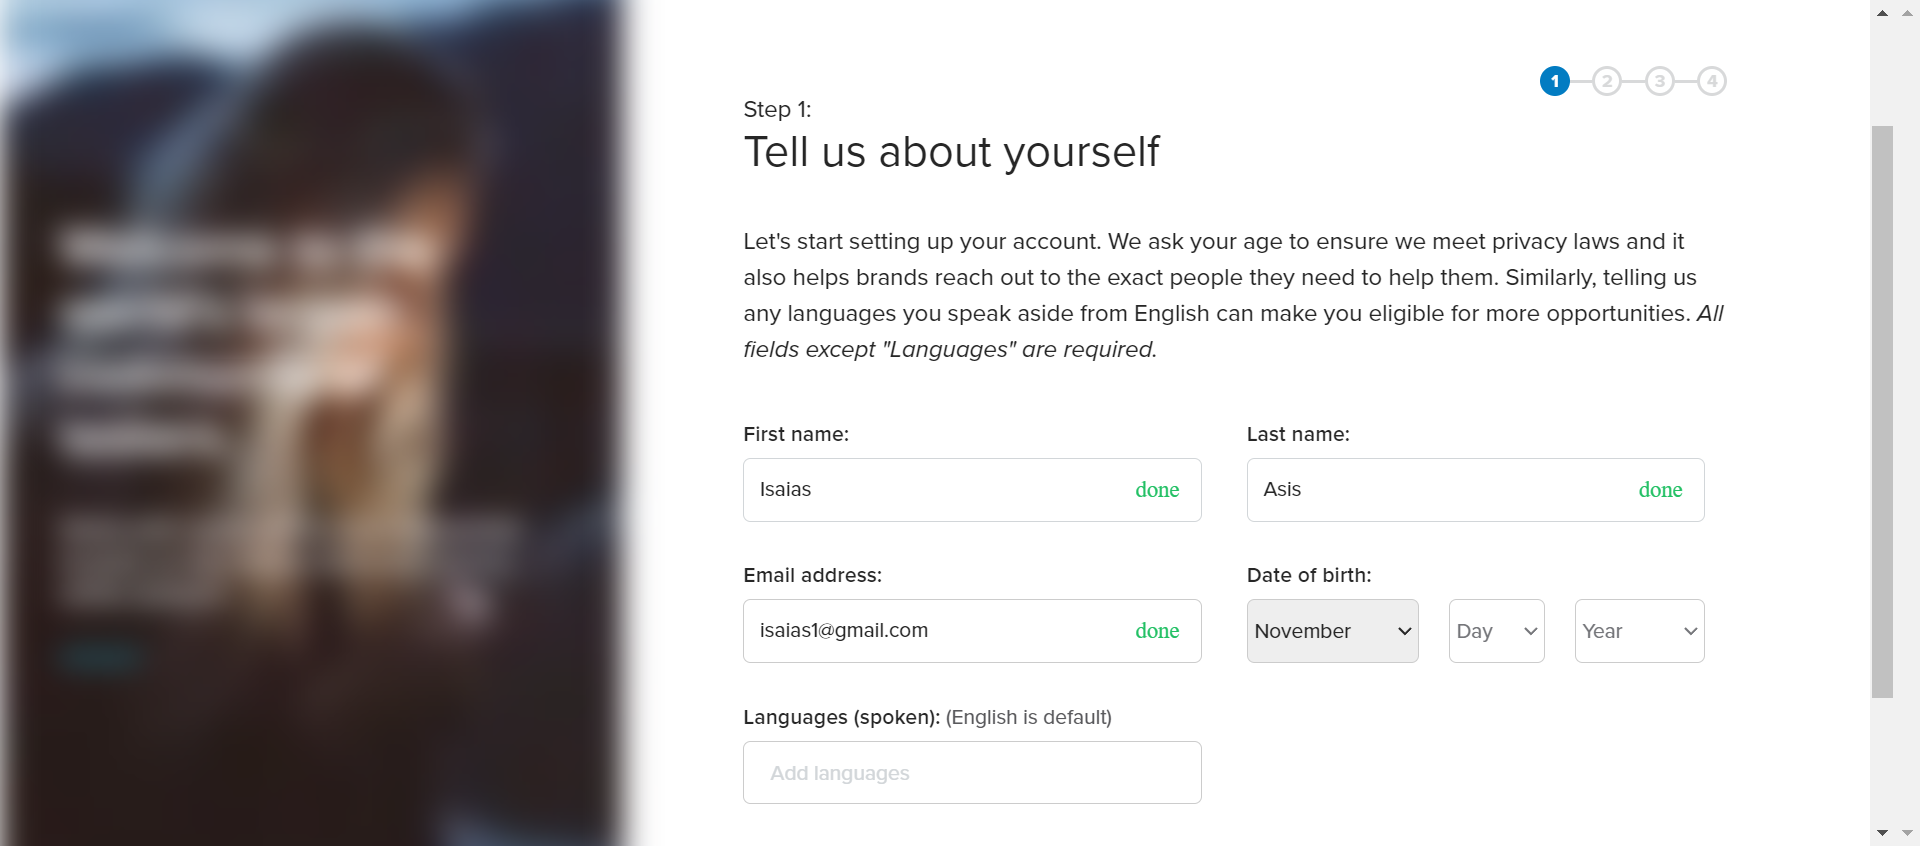 1 2 3 4
Step 1:
Tell us about yourself
Let's start setting up your account. We ask your age to ensure we meet privacy laws and it
also helps brands reach out to the exact people they need to help them. Similarly, telling us
any languages you speak aside from English can make you eligible for more opportunities. All
fields except "Languages" are required.
First name:
Isaias done
Last name:
Asis done
Email address:
isaias1@gmail.com done
Date of birth:
November Day Year
Languages (spoken): (English is default)
Add languages